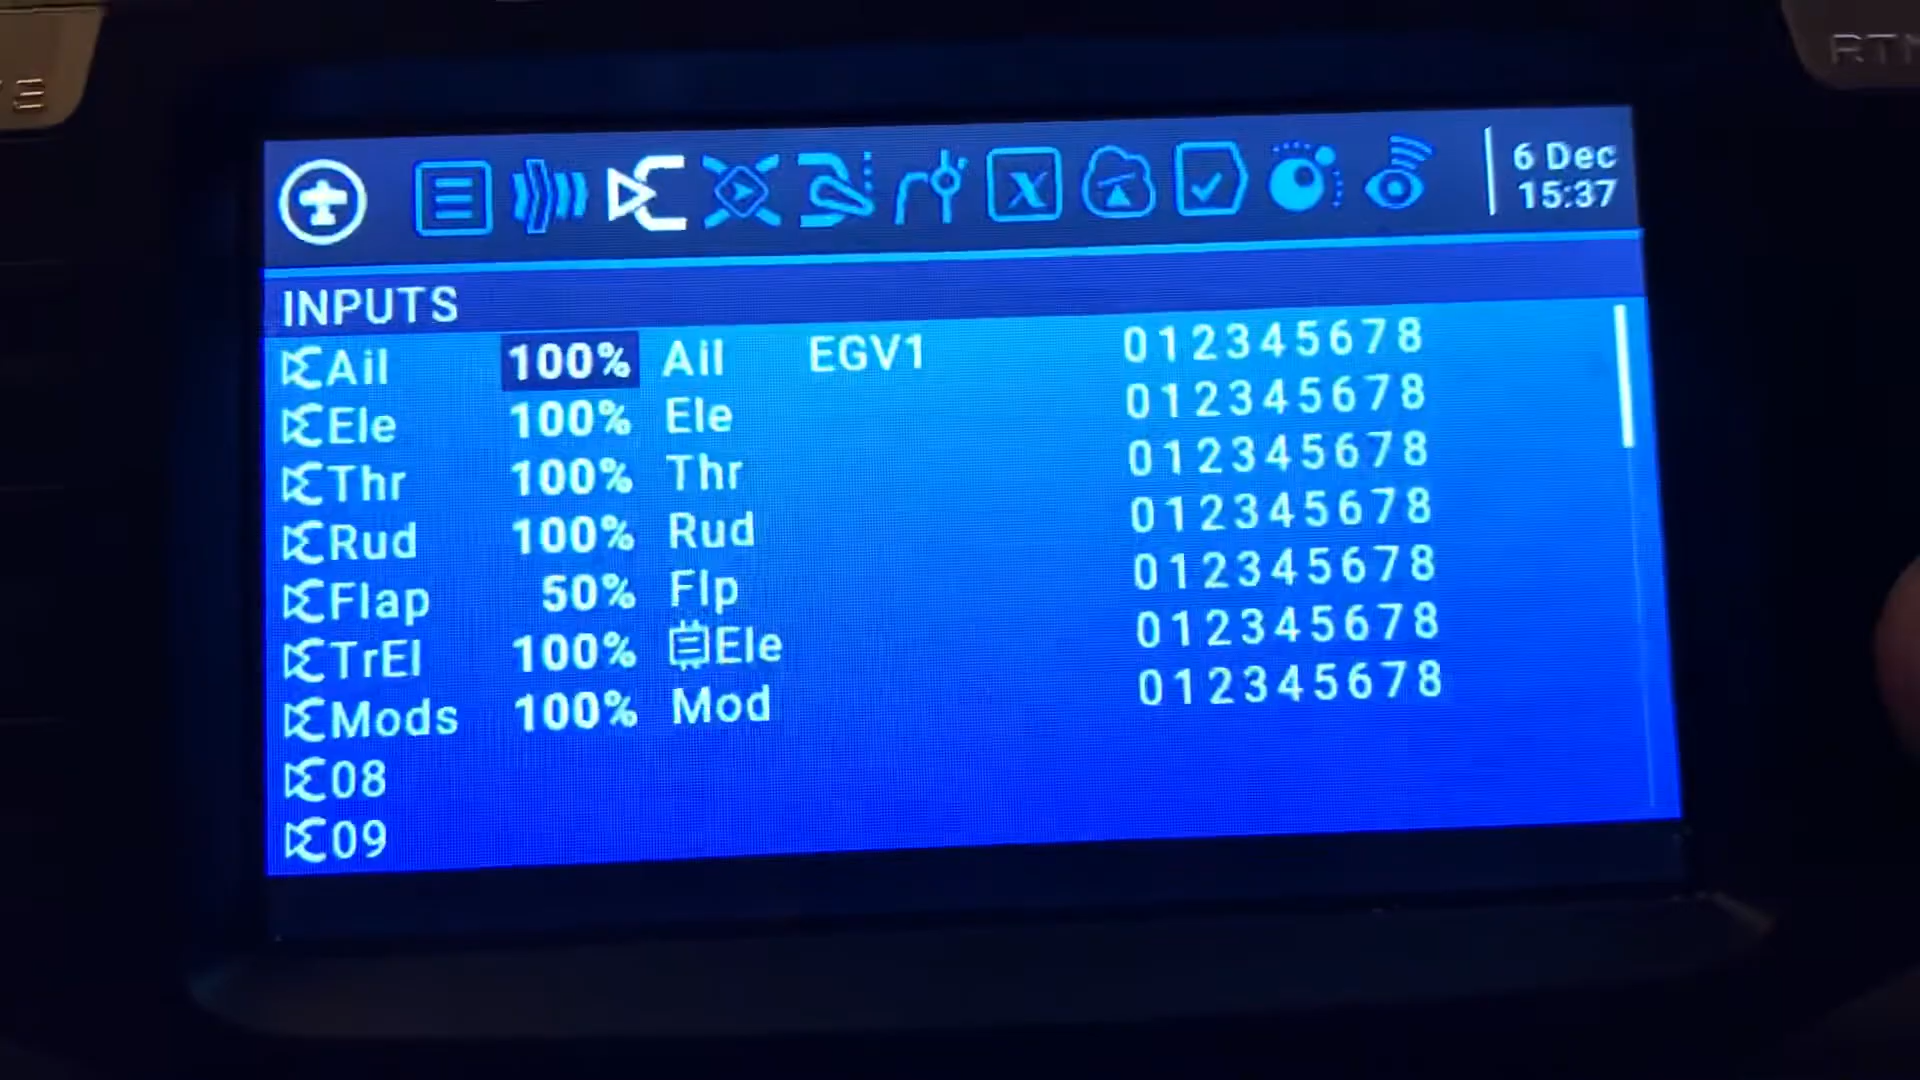 RTN
6 Dec
15:37
INPUTS
Ail 100% Ail EGV1 012345678
Ele 100% Ele 012345678
Thr 100% Thr 012345678
Rud 100% Rud 012345678
Flap 50% Flp 012345678
TrEl 100% Ele 012345678
Mods 100% Mod 012345678
08
09